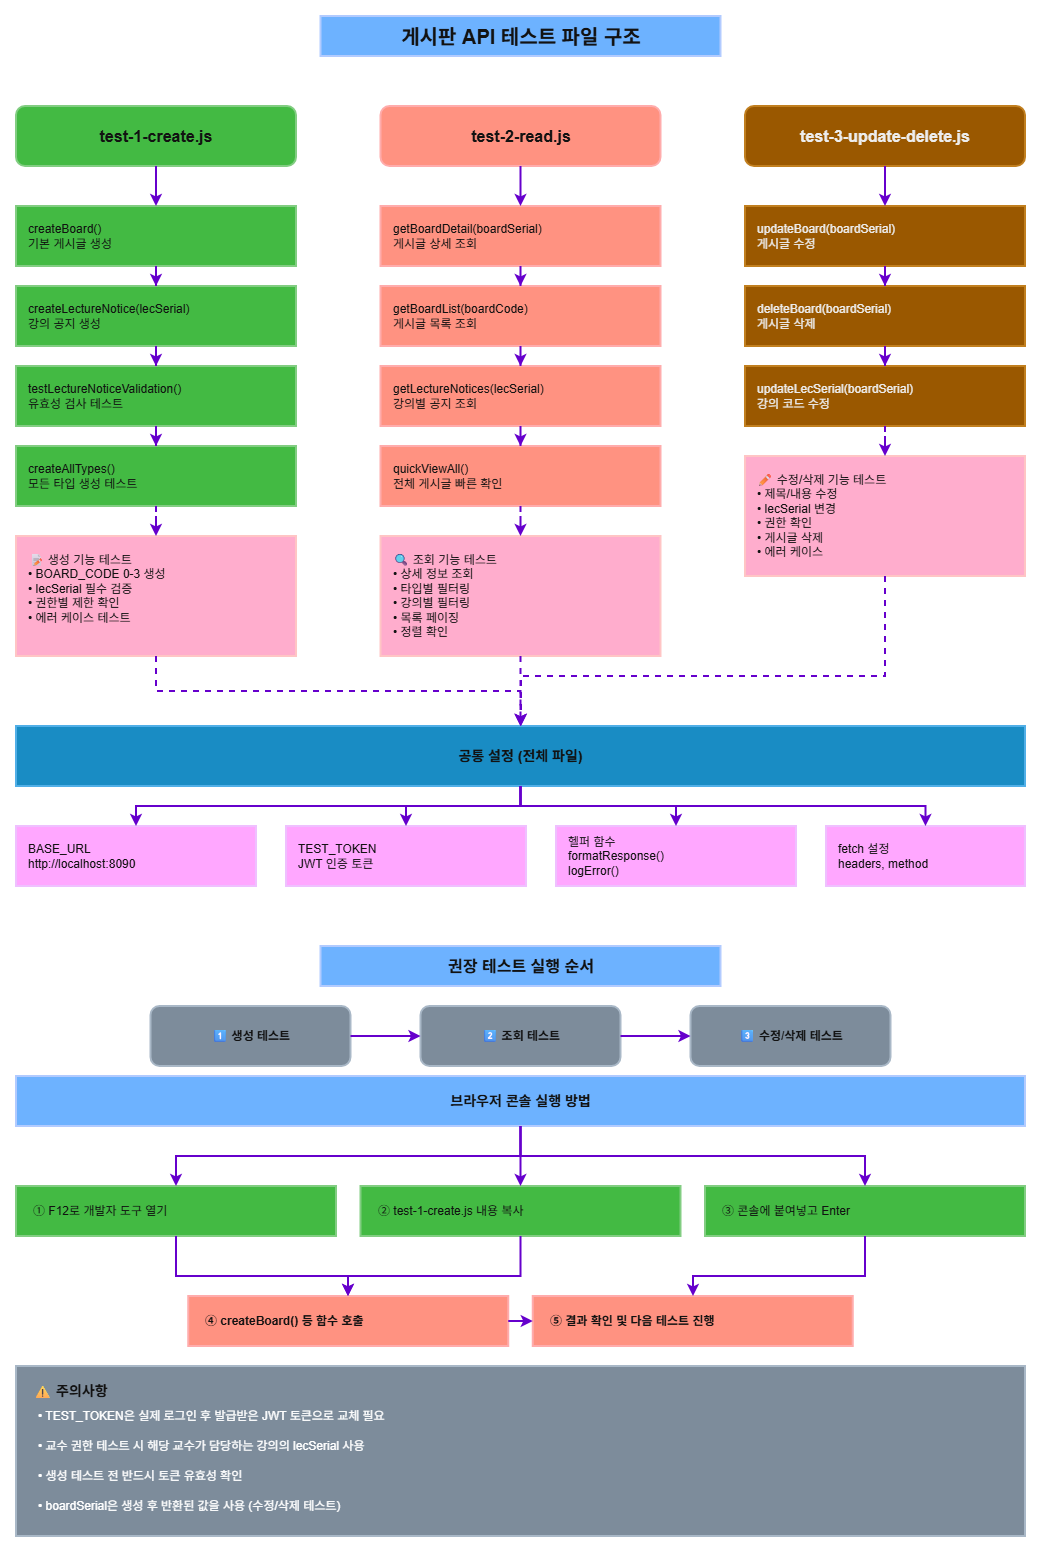 게시판 API 테스트 파일 구조
test-1-create.js
createBoard()
기본 게시글 생성
createLectureNotice(lecSerial)
강의 공지 생성
testLectureNoticeValidation()
유효성 검사 테스트
createAllTypes()
모든 타입 생성 테스트
📝 생성 기능 테스트
• BOARD_CODE 0-3 생성
• lecSerial 필수 검증
• 권한별 제한 확인
• 에러 케이스 테스트
test-2-read.js
getBoardDetail(boardSerial)
게시글 상세 조회
getBoardList(boardCode)
게시글 목록 조회
getLectureNotices(lecSerial)
강의별 공지 조회
quickViewAll()
전체 게시글 빠른 확인
🔍 조회 기능 테스트
• 상세 정보 조회
• 타입별 필터링
• 강의별 필터링
• 목록 페이징
• 정렬 확인
test-3-update-delete.js
updateBoard(boardSerial)
게시글 수정
deleteBoard(boardSerial)
게시글 삭제
updateLecSerial(boardSerial)
강의 코드 수정
✏️ 수정/삭제 기능 테스트
• 제목/내용 수정
• lecSerial 변경
• 권한 확인
• 게시글 삭제
• 에러 케이스
공통 설정 (전체 파일)
BASE_URL
http://localhost:8090
TEST_TOKEN
JWT 인증 토큰
헬퍼 함수
formatResponse()
logError()
fetch 설정
headers, method
권장 테스트 실행 순서
1️⃣ 생성 테스트
2️⃣ 조회 테스트
3️⃣ 수정/삭제 테스트
브라우저 콘솔 실행 방법
① F12로 개발자 도구 열기
② test-1-create.js 내용 복사
③ 콘솔에 붙여넣고 Enter
④ createBoard() 등 함수 호출
⑤ 결과 확인 및 다음 테스트 진행
⚠️ 주의사항
• TEST_TOKEN은 실제 로그인 후 발급받은 JWT 토큰으로 교체 필요
• 교수 권한 테스트 시 해당 교수가 담당하는 강의의 lecSerial 사용
• 생성 테스트 전 반드시 토큰 유효성 확인
• boardSerial은 생성 후 반환된 값을 사용 (수정/삭제 테스트)